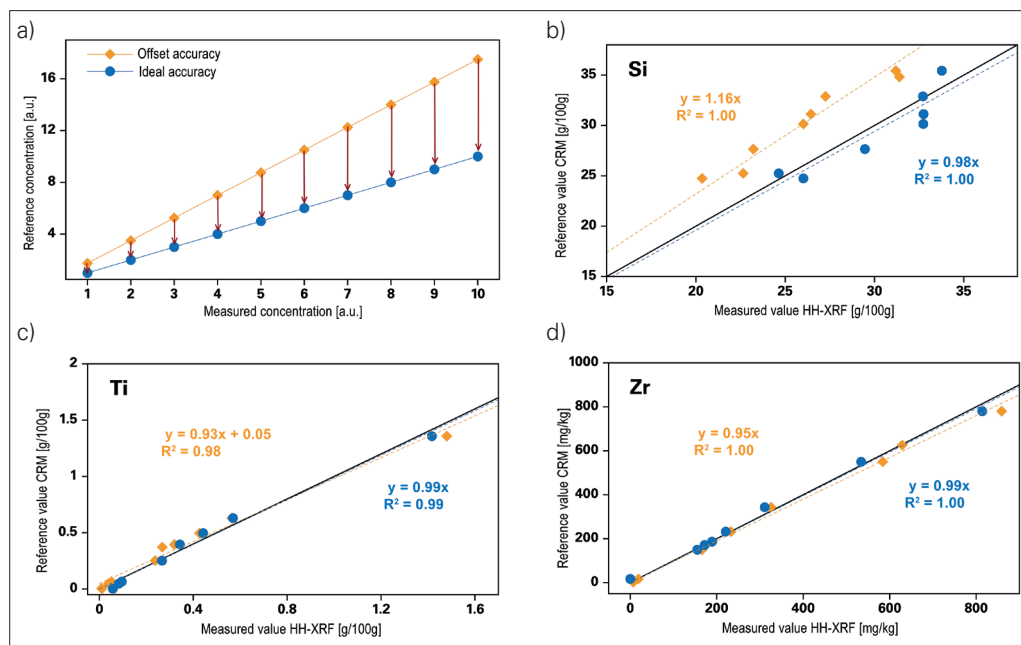 a)
Offset accuracy
Ideal accuracy
16
12
8
4
1 2 3 4 5 6 7 8 9 10
Reference concentration [a.u.]
Measured concentration [a.u.]
b)
Si
y = 1.16x
R² = 1.00
y = 0.98x
R² = 1.00
35
30
25
20
15
15 20 25 30 35
Reference value CRM [g/100g]
Measured value HH-XRF [g/100g]
c)
Ti
y = 0.93x + 0.05
R² = 0.98
y = 0.99x
R² = 0.99
2
1.5
1
0.5
0
0 0.4 0.8 1.2 1.6
Reference value CRM [g/100g]
Measured value HH-XRF [g/100g]
d)
Zr
y = 0.95x
R² = 1.00
y = 0.99x
R² = 1.00
1000
800
600
400
200
0
0 200 400 600 800
Reference value CRM [mg/kg]
Measured value HH-XRF [mg/kg]